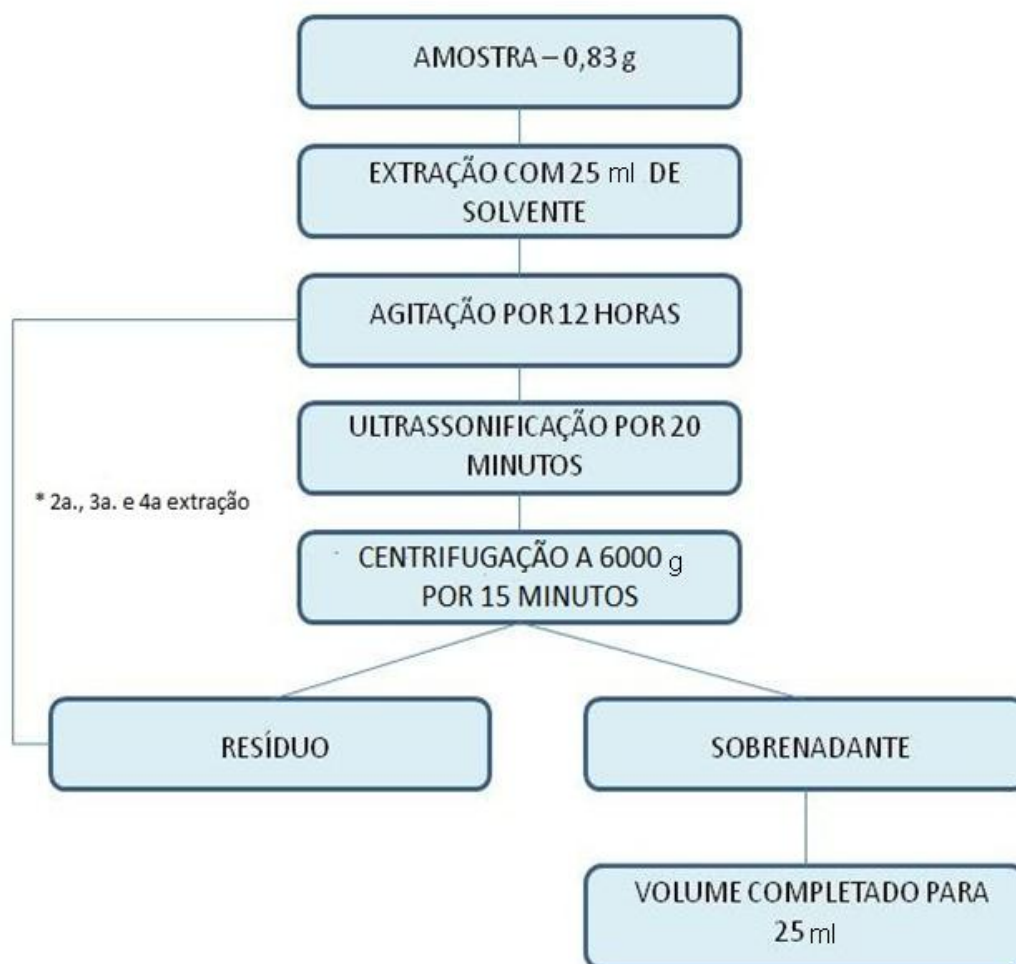 AMOSTRA – 0,83 g
EXTRAÇÃO COM 25 ml DE
SOLVENTE
AGITAÇÃO POR 12 HORAS
ULTRASSONIFICAÇÃO POR 20
MINUTOS
* 2a., 3a. e 4a extração
CENTRIFUGAÇÃO A 6000 g
POR 15 MINUTOS
RESÍDUO
SOBRENADANTE
VOLUME COMPLETADO PARA
25 ml